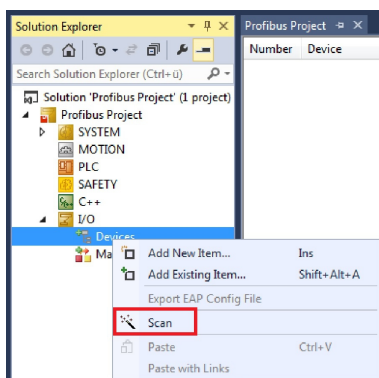 Solution Explorer
Profibus Project
Number Device
Search Solution Explorer (Ctrl+ü)
Solution 'Profibus Project' (1 project)
Profibus Project
SYSTEM
MOTION
PLC
SAFETY
C++
I/O
Devices
Ma
Add New Item... Ins
Add Existing Item... Shift+Alt+A
Export EAP Config File
Scan
Paste Ctrl+V
Paste with Links